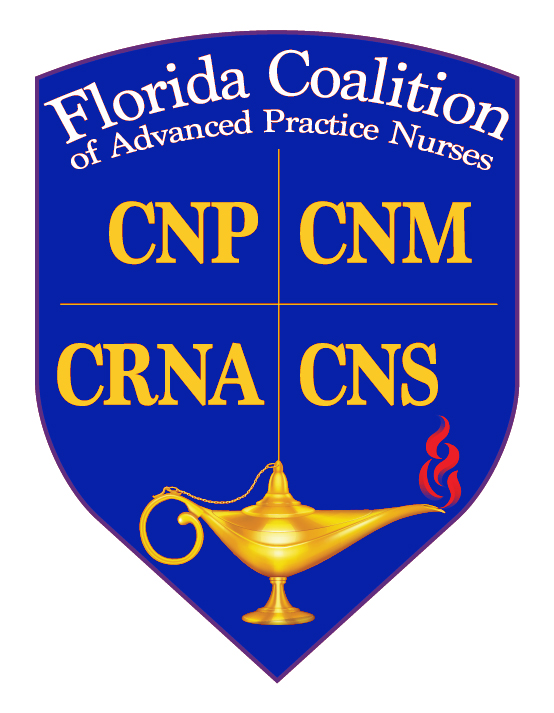 Florida Coalition
of Advanced Practice Nurses
CNP CNM
CRNA CNS